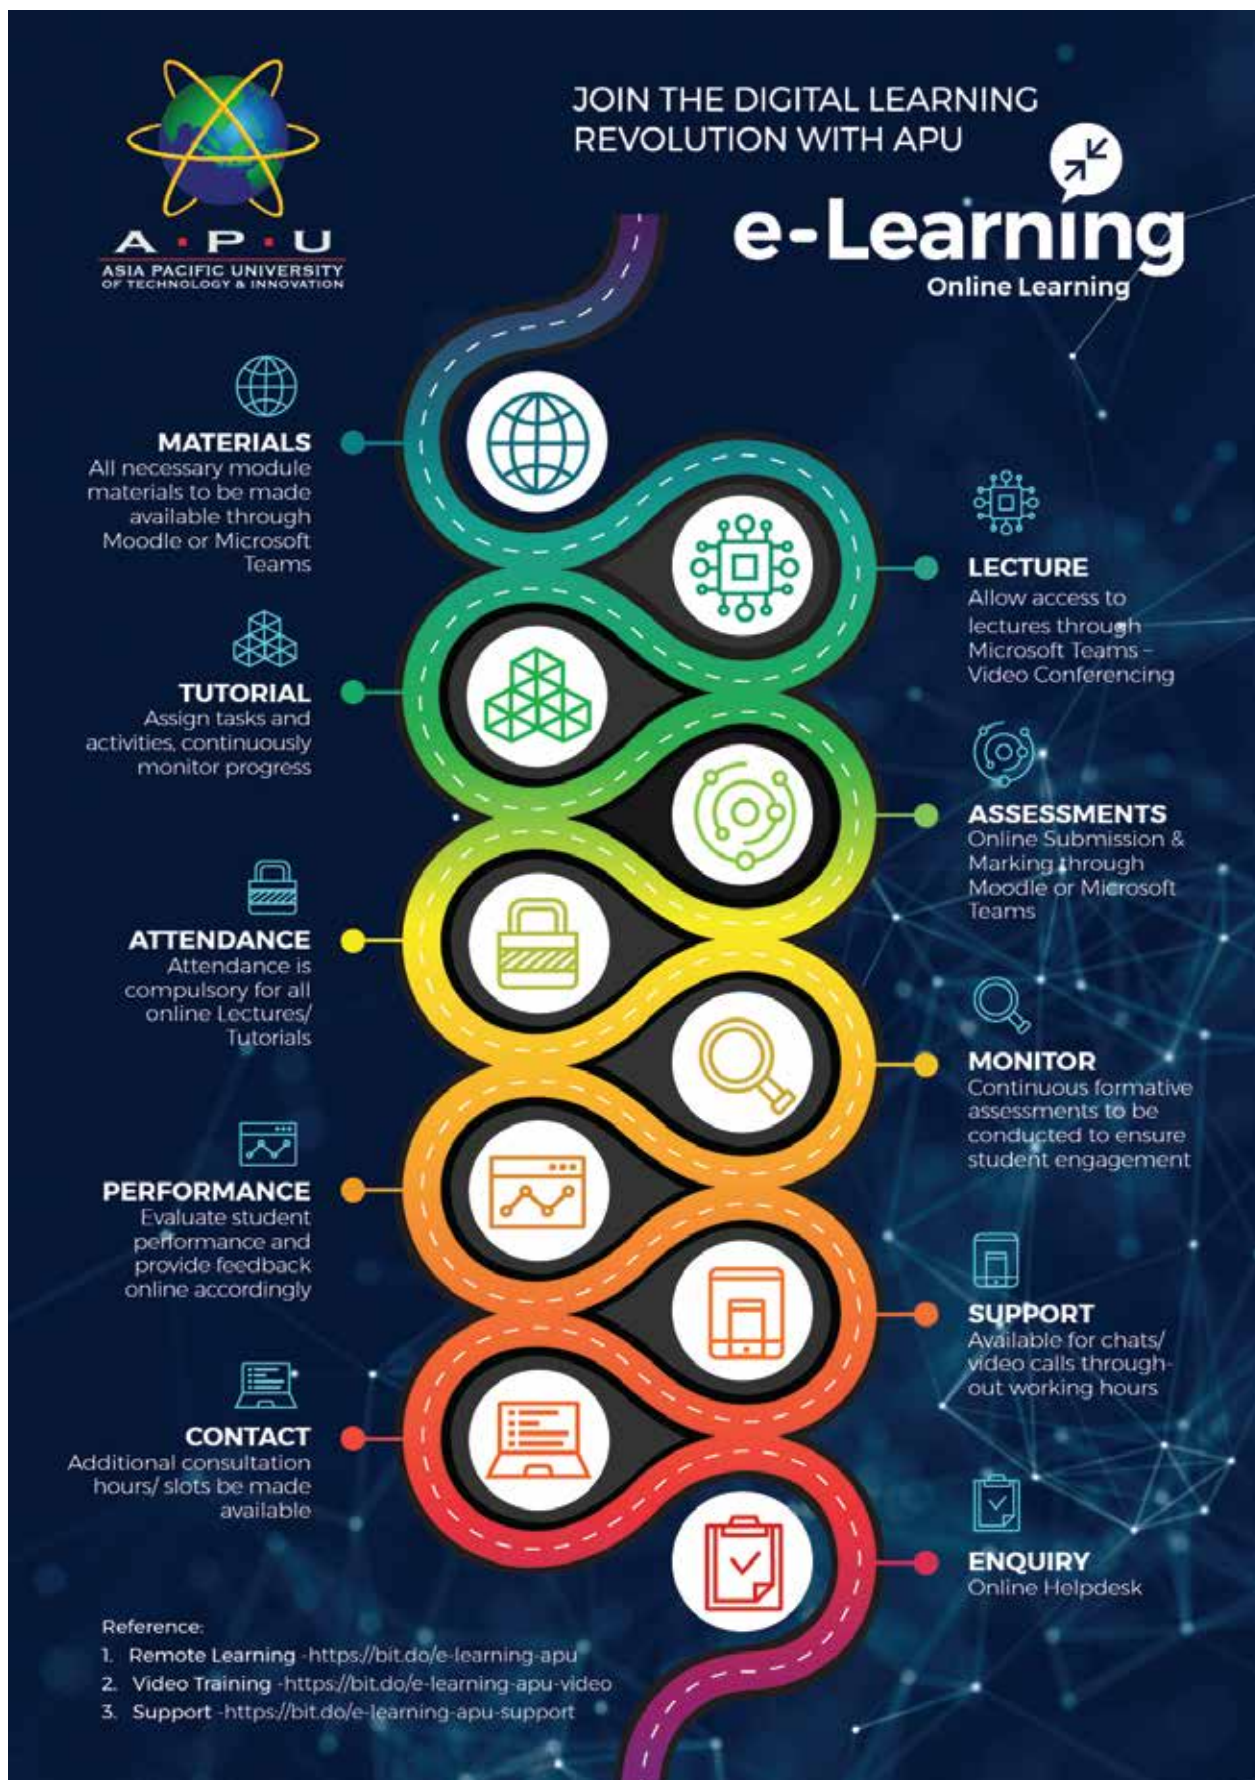 JOIN THE DIGITAL LEARNING
REVOLUTION WITH APU
e-Learning
Online Learning
A·P·U
ASIA PACIFIC UNIVERSITY
OF TECHNOLOGY & INNOVATION
MATERIALS
All necessary module
materials to be made
available through
Moodle or Microsoft
Teams
LECTURE
Allow access to
lectures through
Microsoft Teams –
Video Conferencing
TUTORIAL
Assign tasks and
activities, continuously
monitor progress
ASSESSMENTS
Online Submission &
Marking through
Moodle or Microsoft
Teams
ATTENDANCE
Attendance is
compulsory for all
online Lectures/
Tutorials
MONITOR
Continuous formative
assessments to be
conducted to ensure
student engagement
PERFORMANCE
Evaluate student
performance and
provide feedback
online accordingly
SUPPORT
Available for chats/
video calls through-
out working hours
CONTACT
Additional consultation
hours/ slots be made
available
ENQUIRY
Online Helpdesk
Reference:
1. Remote Learning -https://bit.do/e-learning-apu
2. Video Training -https://bit.do/e-learning-apu-video
3. Support -https://bit.do/e-learning-apu-support